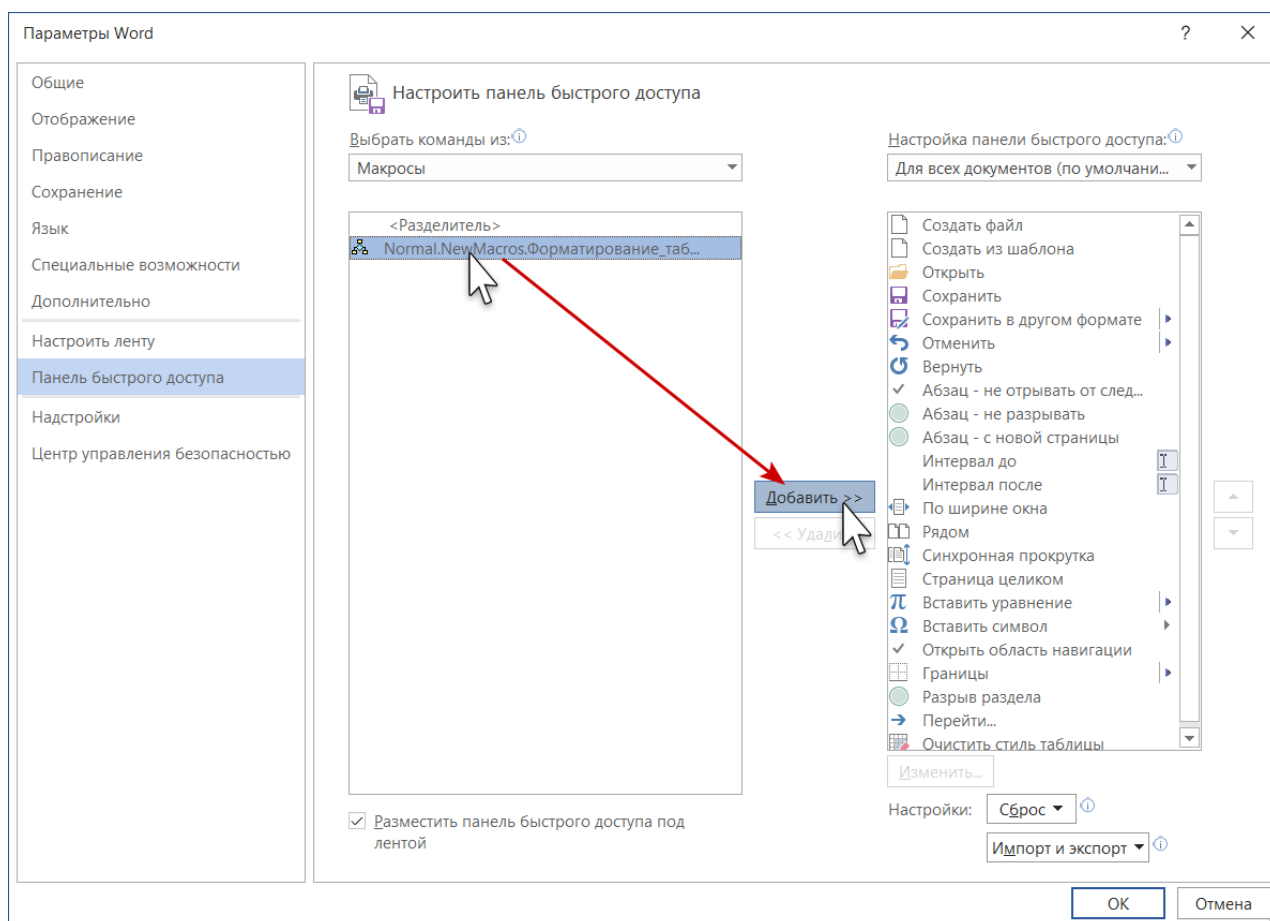 Параметры Word
?
Общие
Отображение
Правописание
Сохранение
Язык
Специальные возможности
Дополнительно
Настроить ленту
Панель быстрого доступа
Надстройки
Центр управления безопасностью
Настроить панель быстрого доступа
Выбрать команды из:
Макросы
<Разделитель>
Normal.NewMacros.Форматирование_таб...
Разместить панель быстрого доступа под
лентой
Добавить >>
<<
Настройка панели быстрого доступа:
Для всех документов (по умолчани...
Создать файл
Создать из шаблона
Открыть
Сохранить
Сохранить в другом формате
Отменить
Вернуть
Абзац - не отрывать от след...
Абзац - не разрывать
Абзац - с новой страницы
Интервал до
Интервал после
По ширине окна
Рядом
Синхронная прокрутка
Страница целиком
Вставить уравнение
Вставить символ
Открыть область навигации
Границы
Разрыв раздела
Перейти...
Очистить стиль таблицы
Изменить...
Настройки:
Сброс
Импорт и экспорт
ОК
Отмена